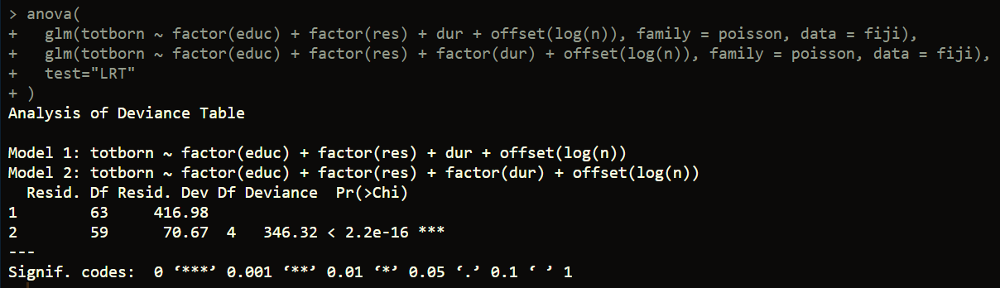 > anova(
+   glm(totborn ~ factor(educ) + factor(res) + dur + offset(log(n)), family = poisson, data = fiji),
+   glm(totborn ~ factor(educ) + factor(res) + factor(dur) + offset(log(n)), family = poisson, data = fiji),
+   test="LRT"
+ )
Analysis of Deviance Table

Model 1: totborn ~ factor(educ) + factor(res) + dur + offset(log(n))
Model 2: totborn ~ factor(educ) + factor(res) + factor(dur) + offset(log(n))
  Resid. Df Resid. Dev Df Deviance  Pr(>Chi)
1        63     416.98
2        59      70.67  4   346.32 < 2.2e-16 ***
---
Signif. codes:  0 ‘***’ 0.001 ‘**’ 0.01 ‘*’ 0.05 ‘.’ 0.1 ‘ ’ 1